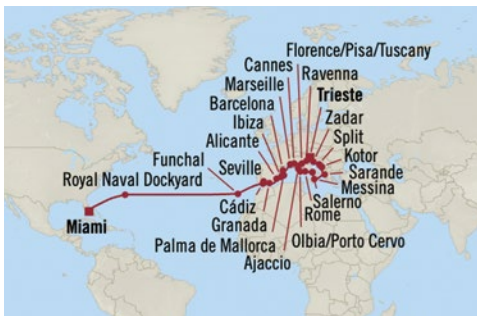 Florence/Pisa/Tuscany
Cannes
Ravenna
Marseille
Trieste
Barcelona
Zadar
Ibiza
Split
Alicante
Kotor
Funchal
Seville
Sarande
Royal Naval Dockyard
Messina
Miami
Cádiz
Salerno
Granada
Rome
Palma de Mallorca
Olbia/Porto Cervo
Ajaccio